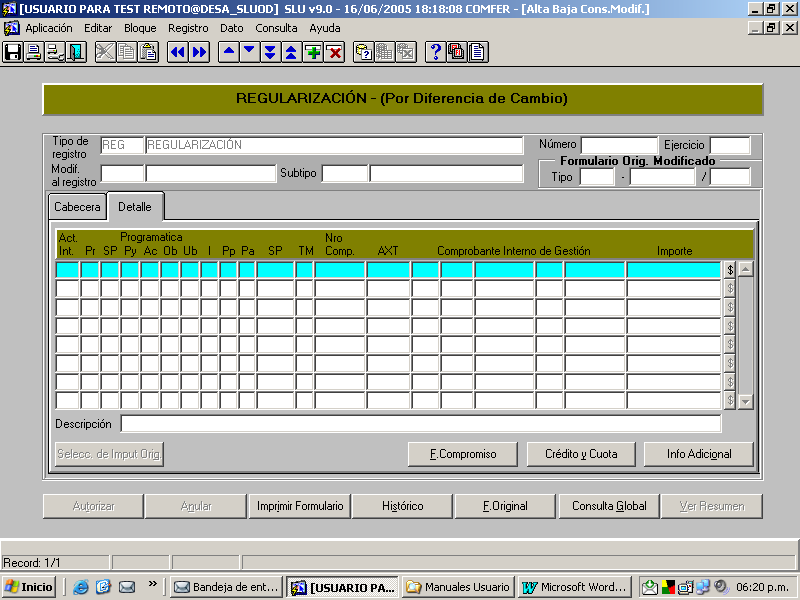 [USUARIO PARA TEST REMOTO@DESA_SLUOD] SLU v9.0 - 16/06/2005 18:18:08 COMFER - [Alta Baja Cons.Modif.]
Aplicación Editar Bloque Registro Dato Consulta Ayuda
REGULARIZACIÓN - (Por Diferencia de Cambio)
Tipo de registro REG REGULARIZACIÓN Número Ejercicio
Modif. al registro Subtipo
Formulario Orig. Modificado
Tipo - /
Cabecera Detalle
Act. Programatica Nro
Int. Pr SP Py Ac Ob Ub I Pp Pa SP TM Comp. AXT Comprobante Interno de Gestión Importe
$
$
$
$
$
$
$
$
Descripción
Selecc. de Imput Orig. F.Compromiso Crédito y Cuota Info Adicional
Autorizar Anular Imprimir Formulario Histórico F.Original Consulta Global Ver Resumen
Record: 1/1
Inicio » Bandeja de ent... [USUARIO PA... Manuales Usuario Microsoft Word... 06:20 p.m.